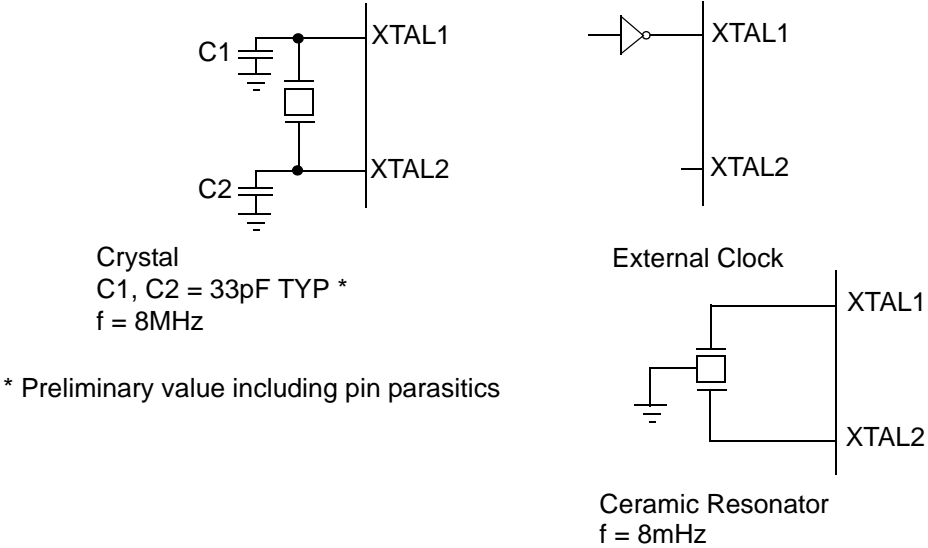 C1
XTAL1
C2
XTAL2
Crystal
C1, C2 = 33pF TYP *
f = 8MHz
* Preliminary value including pin parasitics
XTAL1
XTAL2
External Clock
XTAL1
XTAL2
Ceramic Resonator
f = 8mHz